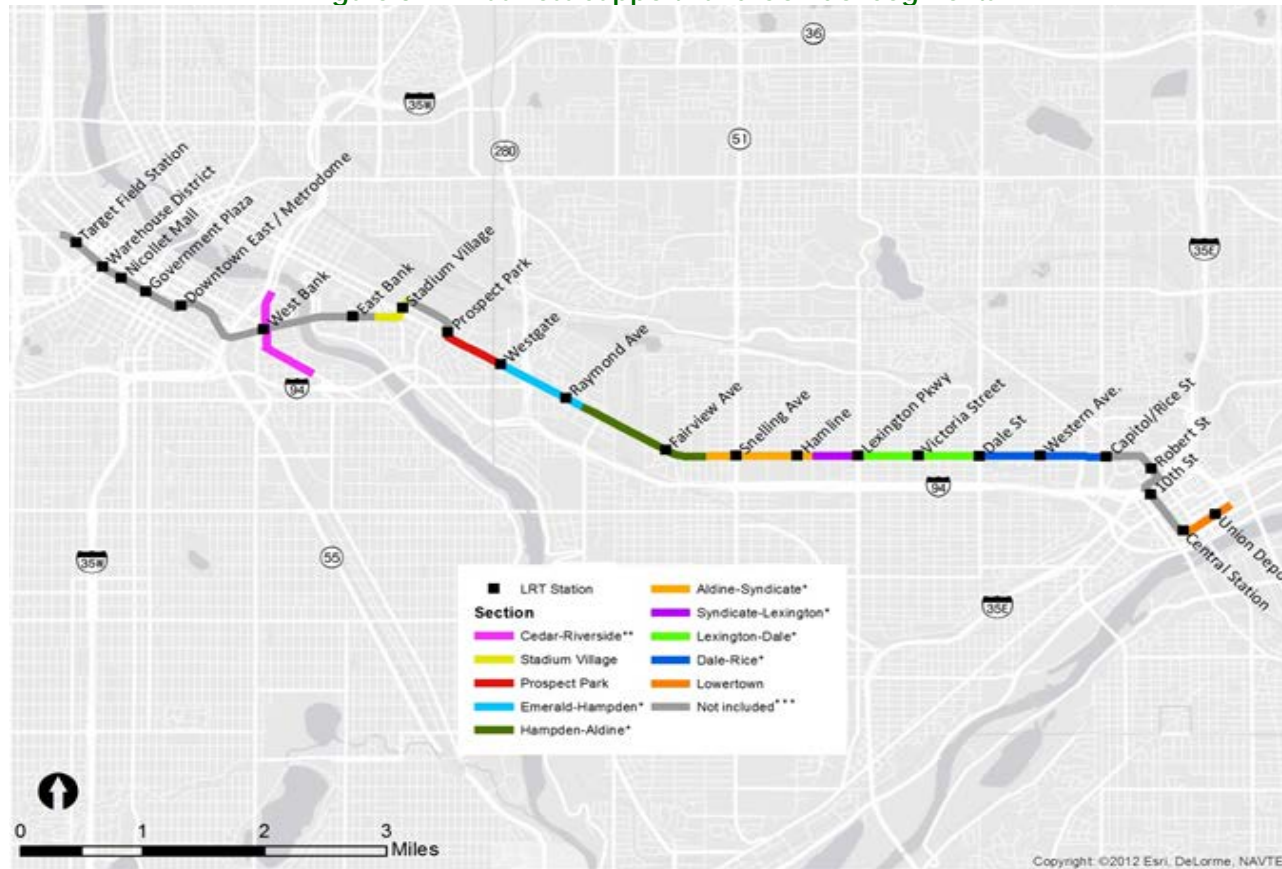 36
35W
51
280
35E
Target Field Station
Warehouse District
Nicollet Mall
Government Plaza
Downtown East / Metrodome
West Bank
East Bank
Stadium Village
Prospect Park
Westgate
Raymond Ave
Fairview Ave
Snelling Ave
Hamline
Lexington Pkwy
Victoria Street
Dale St
Western Ave.
Capitol/Rice St
Robert St
10th St
Central Station
Union Depo
94
94
35W
55
35E
LRT Station
Section
Cedar-Riverside**
Stadium Village
Prospect Park
Emerald-Hampden*
Hampden-Aldine*
Aldine-Syndicate*
Syndicate-Lexington*
Lexington-Dale*
Dale-Rice*
Lowertown
Not included***
0 1 2 3
Miles
Copyright: ©2012 Esri, DeLorme, NAVTE